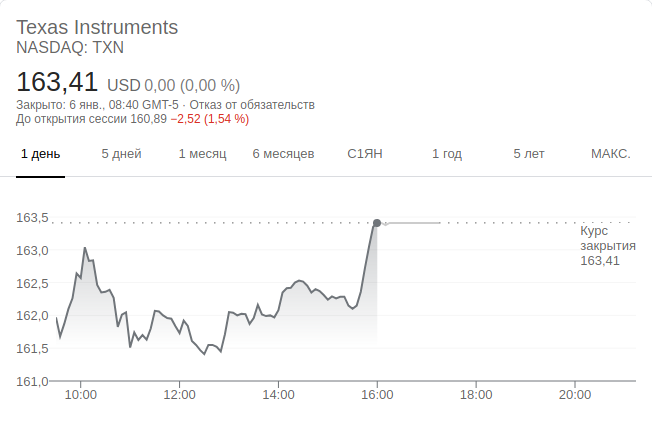 Texas Instruments
NASDAQ: TXN
163,41 USD 0,00 (0,00 %)
Закрыто: 6 янв., 08:40 GMT-5 · Отказ от обязательств
До открытия сессии 160,89 −2,52 (1,54 %)
1 день 5 дней 1 месяц 6 месяцев С1ЯН 1 год 5 лет МАКС.
163,5
163,0
162,5
162,0
161,5
161,0
Курс
закрытия
163,41
10:00 12:00 14:00 16:00 18:00 20:00